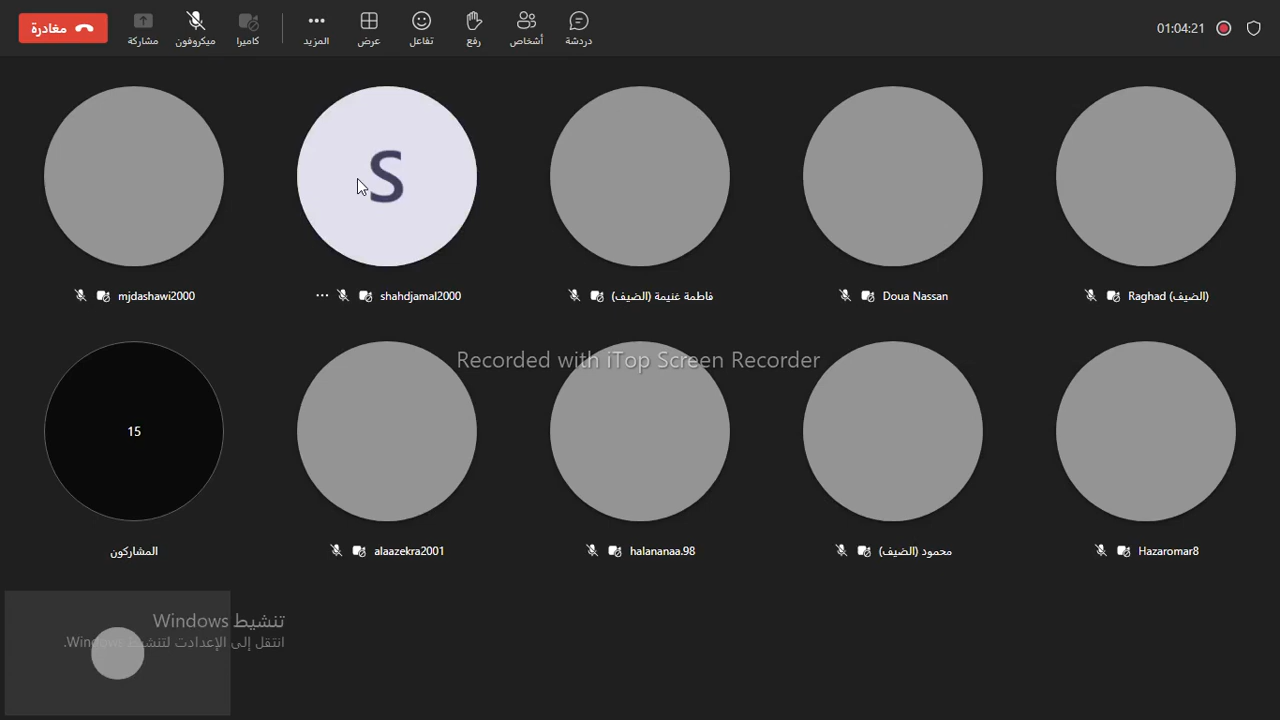 مغادرة
مشاركة
ميكروفون
كاميرا
المزيد
عرض
تفاعل
رفع
أشخاص
دردشة
01:04:21
S
mjdashawi2000
shahdjamal2000
فاطمة غنيمة (الضيف)
Doua Nassan
Raghad (الضيف)
Recorded with iTop Screen Recorder
15
المشاركون
alaazekra2001
halananaa.98
محمود (الضيف)
Hazaromar8
تنشيط Windows
انتقل إلى الإعدادت لتنشيط Windows.